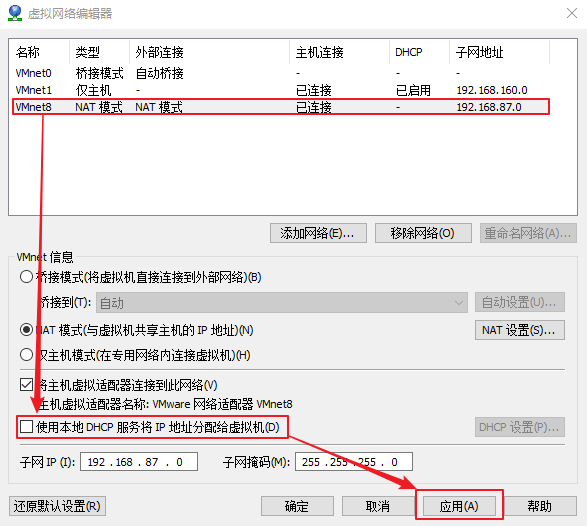 虚拟网络编辑器
名称 类型 外部连接 主机连接 DHCP 子网地址
VMnet0 桥接模式 自动桥接 - - -
VMnet1 仅主机 - 已连接 已启用 192.168.160.0
VMnet8 NAT 模式 NAT 模式 已连接 - 192.168.87.0
添加网络(E)... 移除网络(O) 重命名网络(A)...
VMnet 信息
桥接模式(将虚拟机直接连接到外部网络)(B)
桥接到(T): 自动 自动设置(U)...
NAT 模式(与虚拟机共享主机的 IP 地址)(N) NAT 设置(S)...
仅主机模式(在专用网络内连接虚拟机)(H)
将主机虚拟适配器连接到此网络(V)
主机虚拟适配器名称: VMware 网络适配器 VMnet8
使用本地 DHCP 服务将 IP 地址分配给虚拟机(D) DHCP 设置(P)...
子网 IP (I): 192 .168 . 87 . 0 子网掩码(M): 255 .255 .255 . 0
还原默认设置(R) 确定 取消 应用(A) 帮助